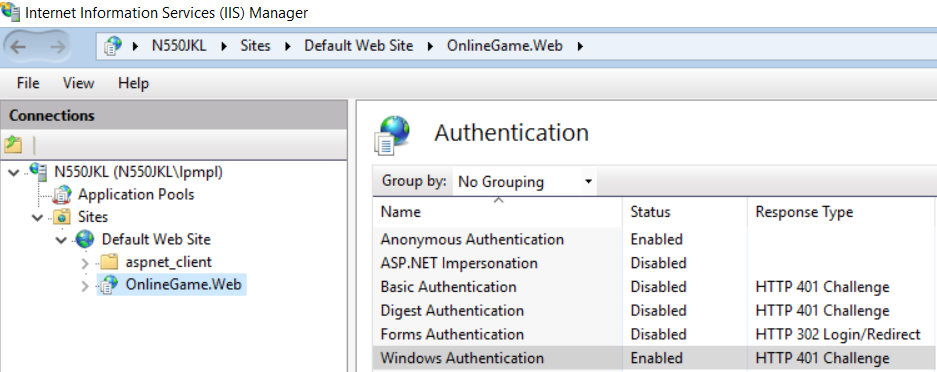 Internet Information Services (IIS) Manager
N550JKL Sites Default Web Site OnlineGame.Web
File View Help
Connections
N550JKL (N550JKL\lpmpl)
Application Pools
Sites
Default Web Site
aspnet_client
OnlineGame.Web
Authentication
Group by: No Grouping
Name Status Response Type
Anonymous Authentication Enabled
ASP.NET Impersonation Disabled
Basic Authentication Disabled HTTP 401 Challenge
Digest Authentication Disabled HTTP 401 Challenge
Forms Authentication Disabled HTTP 302 Login/Redirect
Windows Authentication Enabled HTTP 401 Challenge